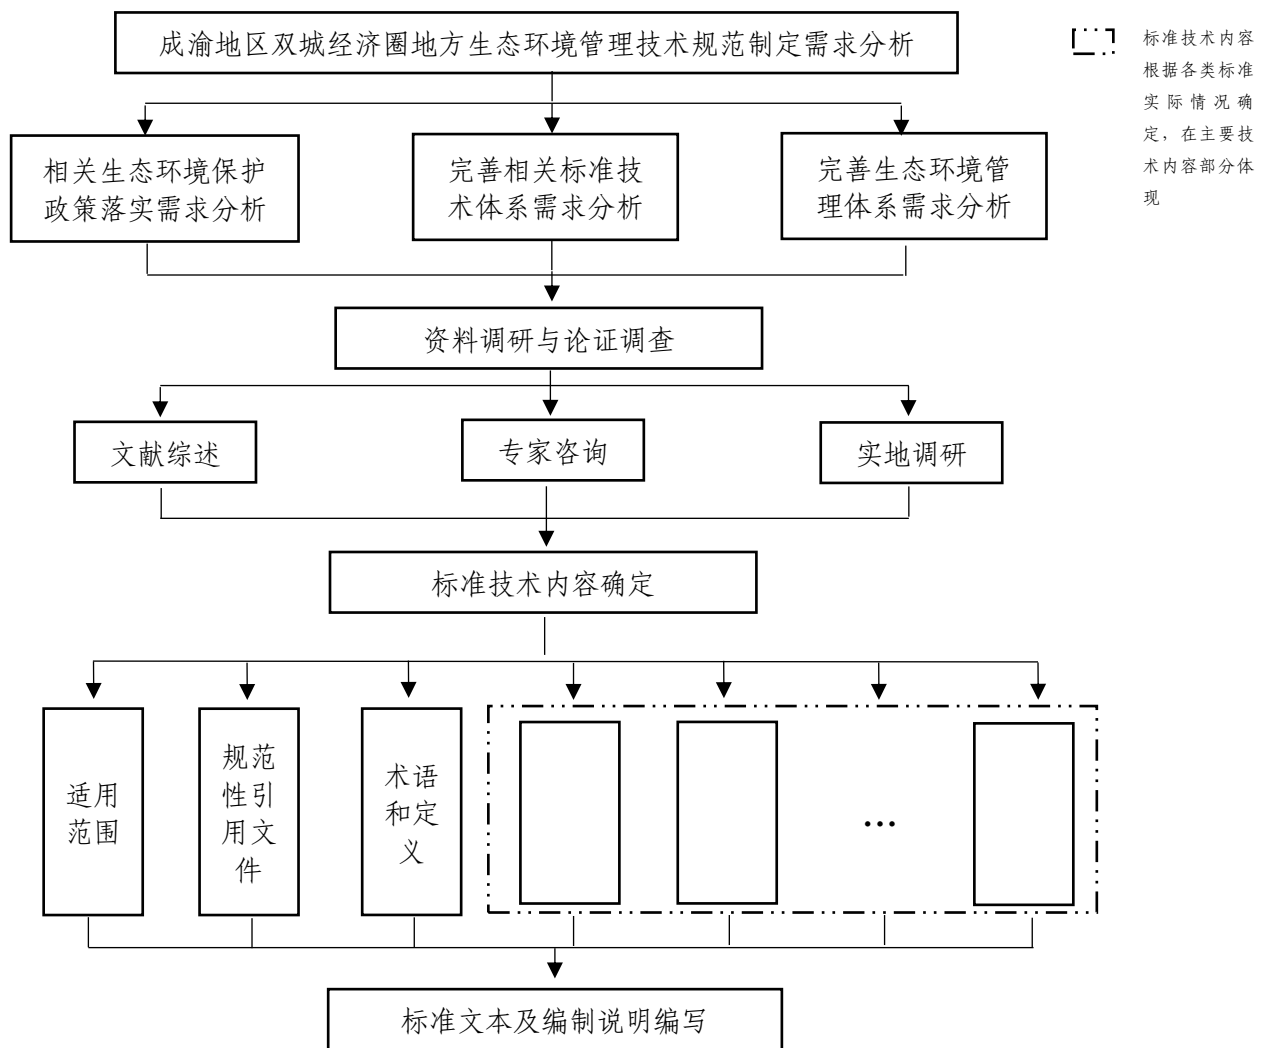 成渝地区双城经济圈地方生态环境管理技术规范制定需求分析
标准技术内容
根据各类标准
实际情况确
定，在主要技
术内容部分体
现
相关生态环境保护
政策落实需求分析
完善相关标准技
术体系需求分析
完善生态环境管
理体系需求分析
资料调研与论证调查
文献综述
专家咨询
实地调研
标准技术内容确定
适用
范围
规范
性引
用文
件
术语
和定
义
...
标准文本及编制说明编写